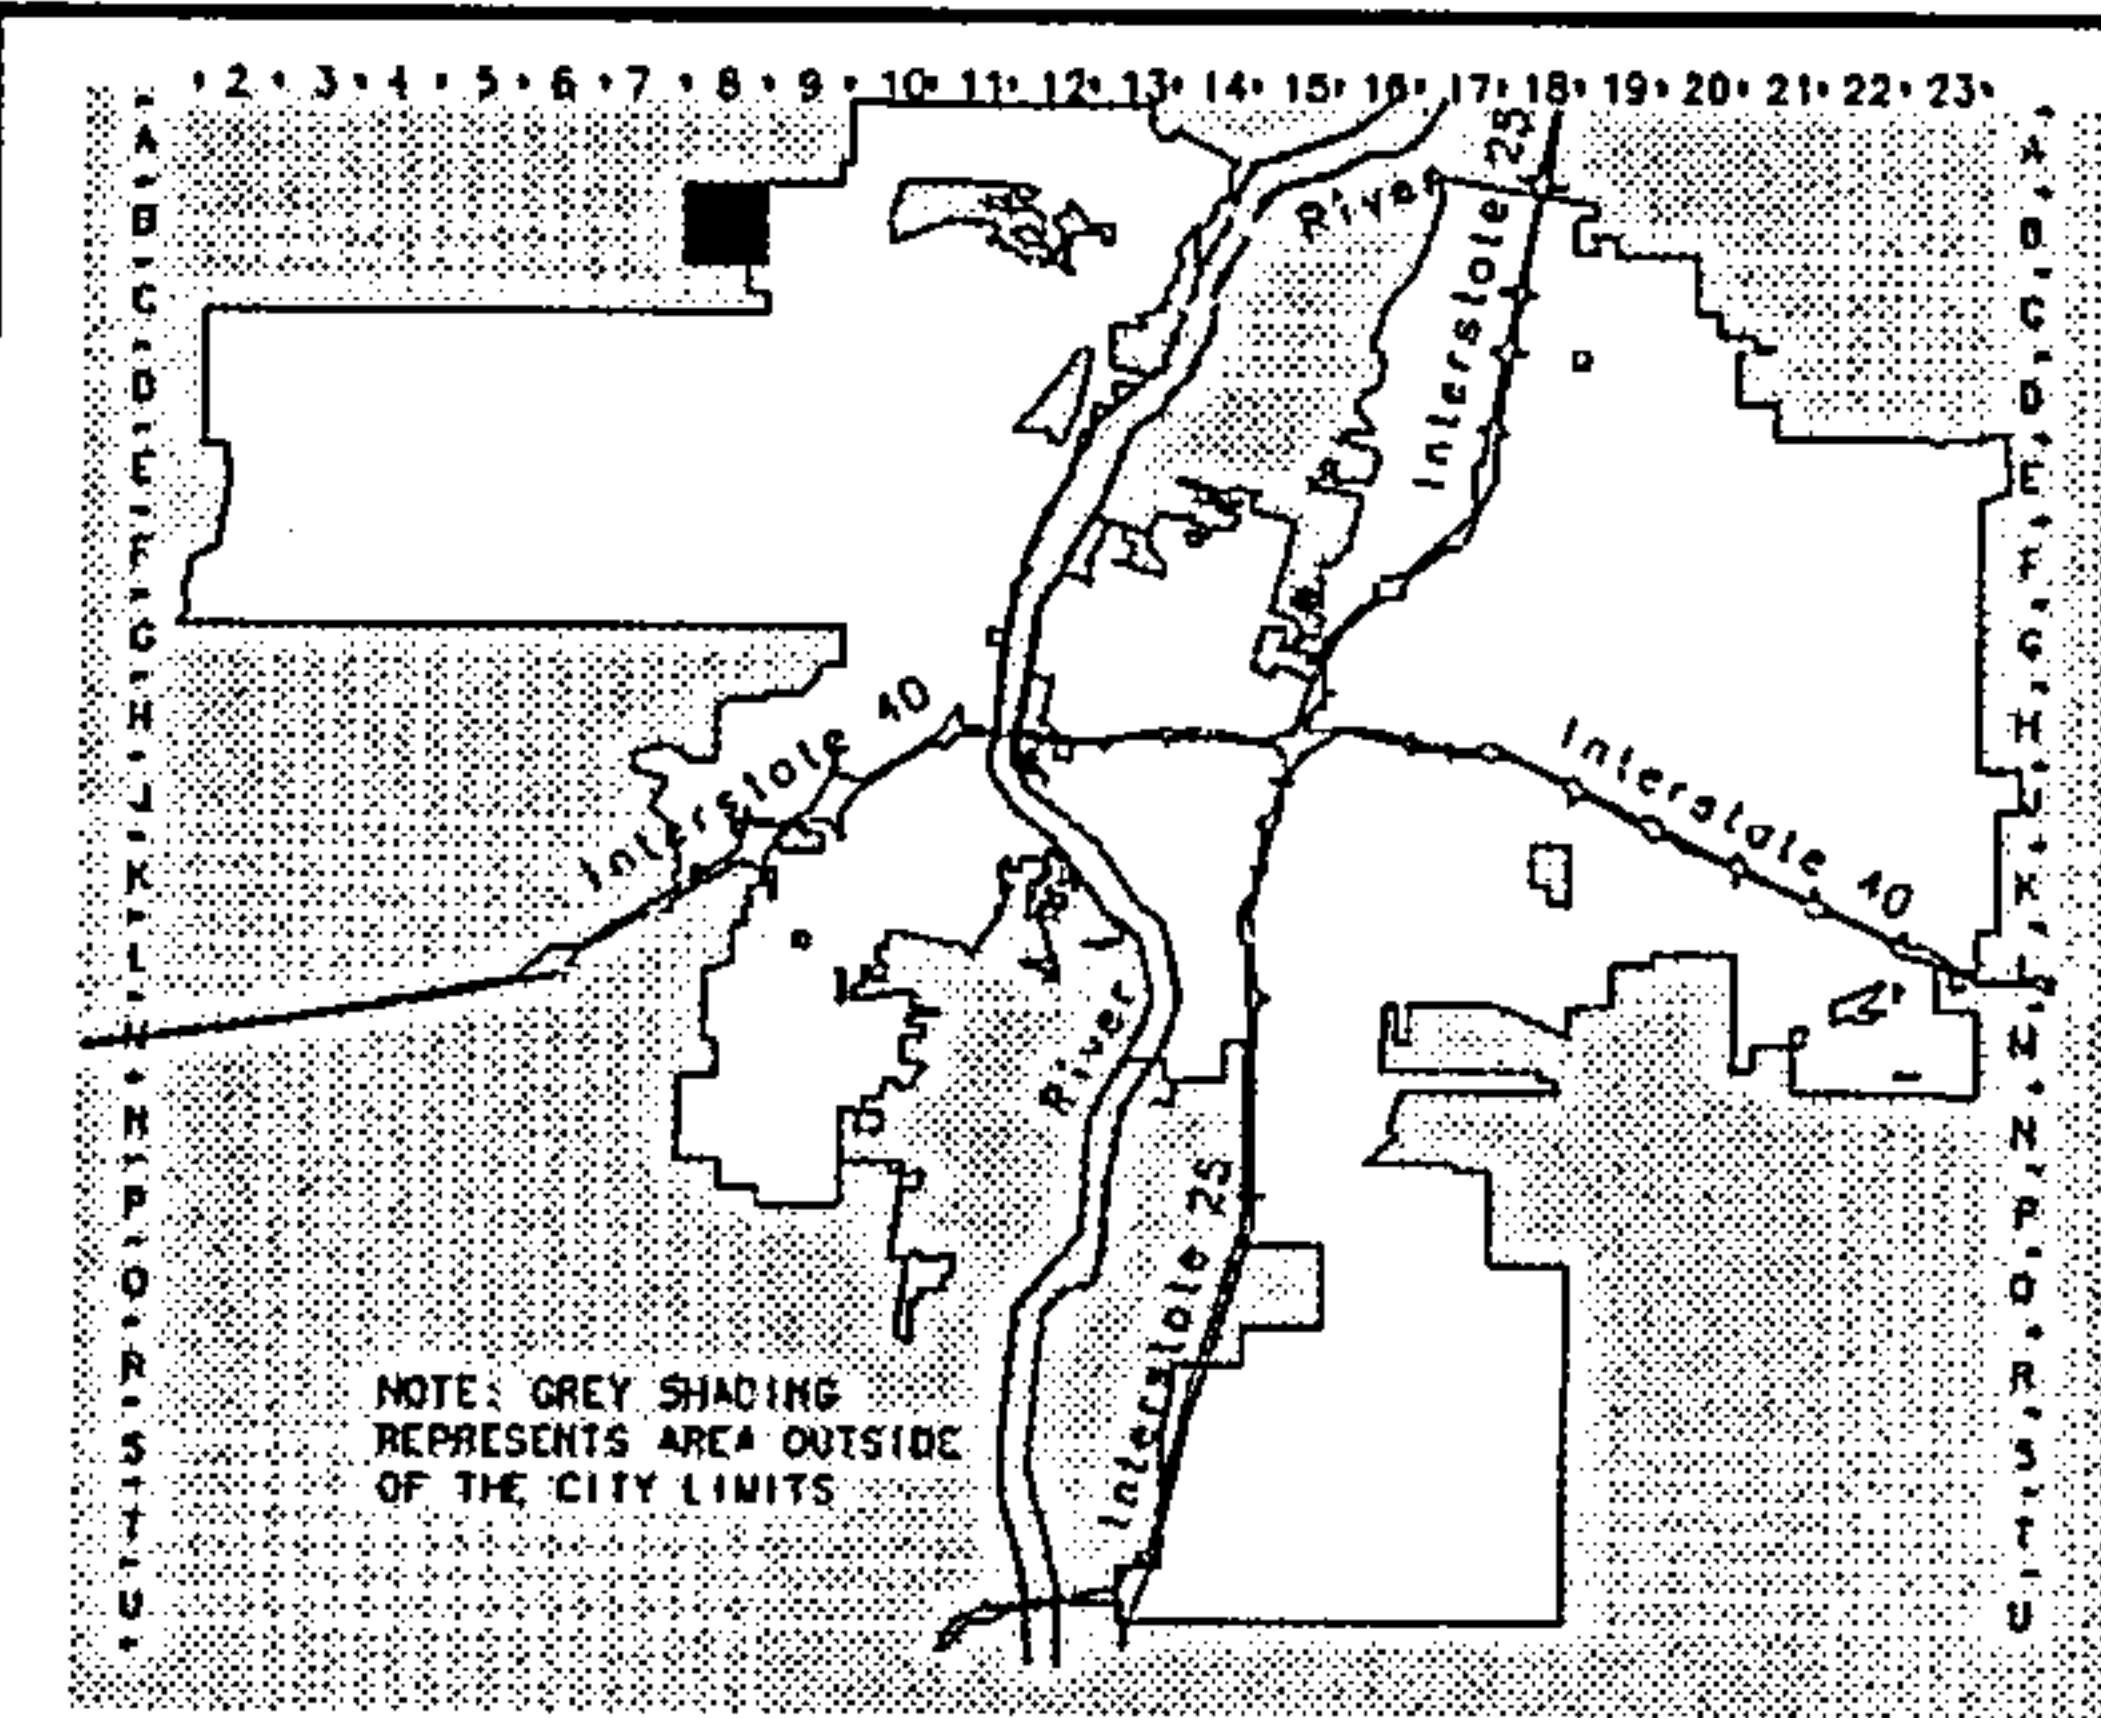 2 3 4 5 6 7 8 9 10 11 12 13 14 15 16 17 18 19 20 21 22 23
A A
B B
C C
D D
E E
F F
G G
H H
J J
K K
L L
M M
N N
P P
Q Q
R R
S S
T T
U U
River
Interstate 25
Interstate 40
Interstate 40
River
Interstate 25
NOTE: GREY SHADING
REPRESENTS AREA OUTSIDE
OF THE CITY LIMITS